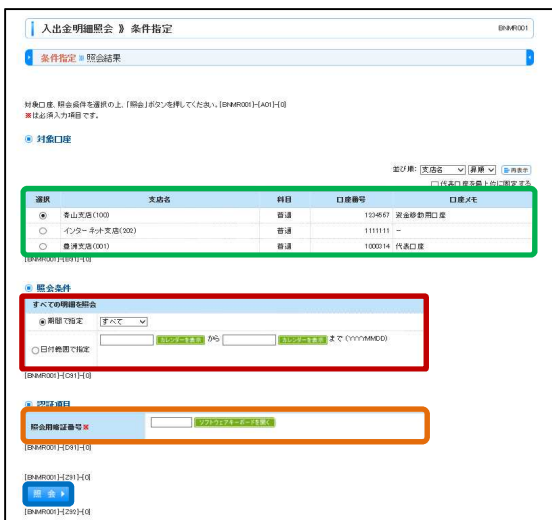 入出金明細照会 》 条件指定
BNMR001
条件指定 » 照会結果
対象口座、照会条件を選択の上、「照会」ボタンを押してください。[BNMR001]-[A01]-[0]
※は必須入力項目です。
対象口座
並び順: 支店名 昇順 再表示
代表口座を最上位に固定する
選択 支店名 科目 口座番号 口座メモ
青山支店(100) 普通 1234567 資金移動用口座
インターネット支店(202) 普通 1111111 -
豊洲支店(001) 普通 1000314 代表口座
[BNMR001]-[B91]-[0]
照会条件
すべての明細を照会
期間で指定 すべて
日付範囲で指定 カレンダーを表示 から カレンダーを表示 まで (YYYYMMDD)
[BNMR001]-[C91]-[0]
認証項目
照会用暗証番号※ ソフトウェアキーボードを開く
[BNMR001]-[D91]-[0]
[BNMR001]-[Z91]-[0]
照 会
[BNMR001]-[Z92]-[0]